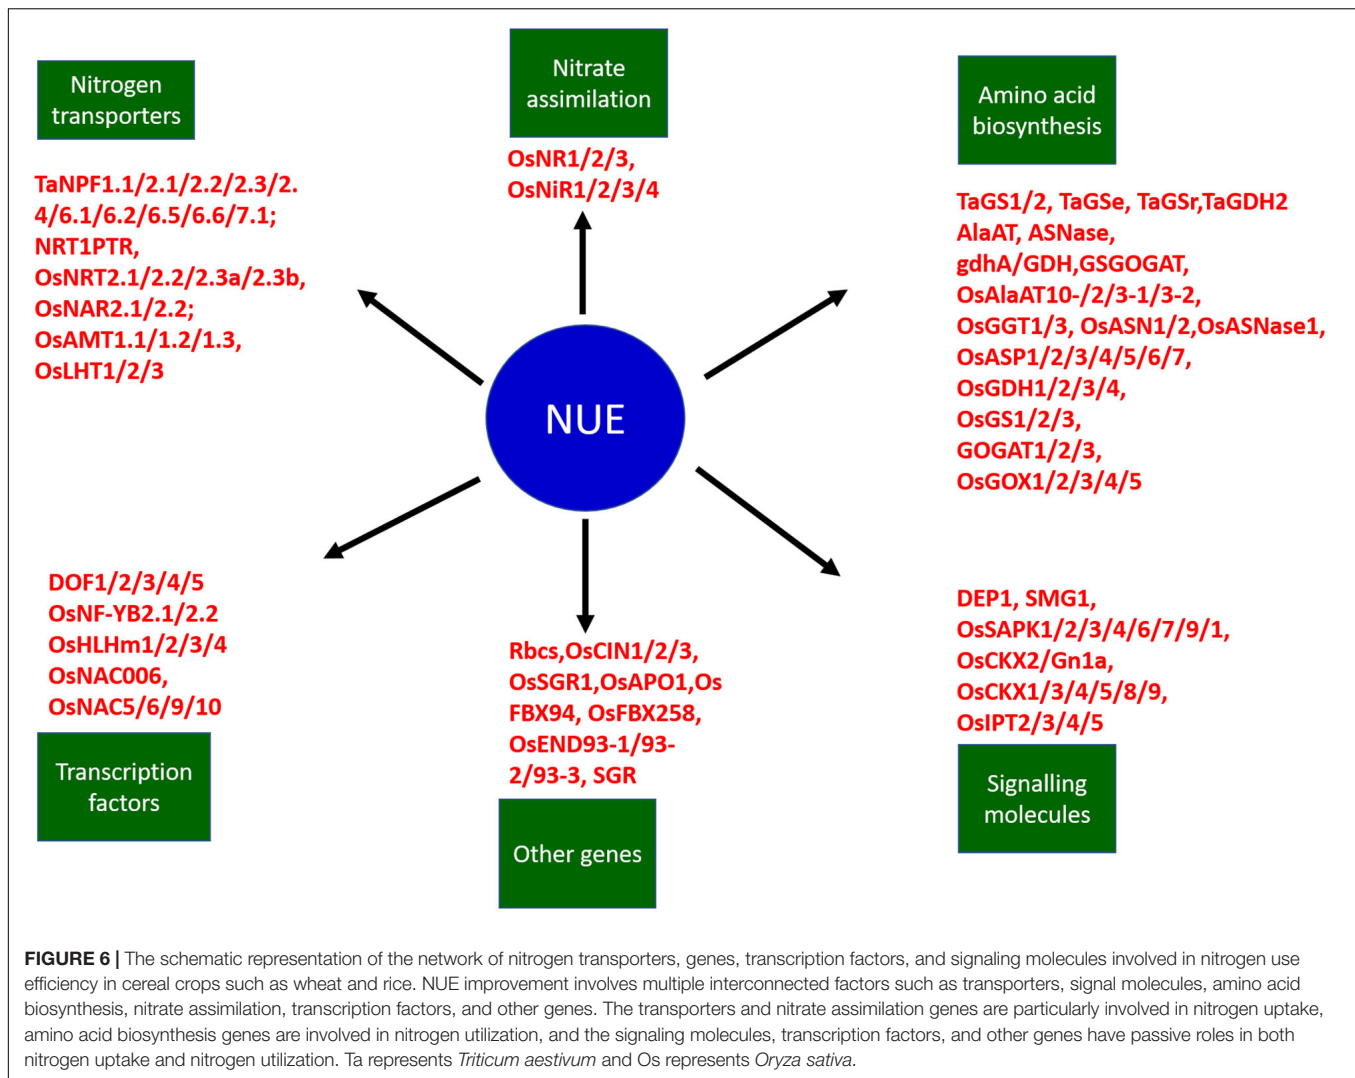 Nitrogen
transporters
TaNPF1.1/2.1/2.2/2.3/2.
4/6.1/6.2/6.5/6.6/7.1;
NRT1PTR,
OsNRT2.1/2.2/2.3a/2.3b,
OsNAR2.1/2.2;
OsAMT1.1/1.2/1.3,
OsLHT1/2/3
Nitrate
assimilation
OsNR1/2/3,
OsNiR1/2/3/4
Amino acid
biosynthesis
TaGS1/2, TaGSe, TaGSr,TaGDH2
AlaAT, ASNase,
gdhA/GDH,GSGOGAT,
OsAlaAT10-/2/3-1/3-2,
OsGGT1/3, OsASN1/2,OsASNase1,
OsASP1/2/3/4/5/6/7,
OsGDH1/2/3/4,
OsGS1/2/3,
GOGAT1/2/3,
OsGOX1/2/3/4/5
NUE
DOF1/2/3/4/5
OsNF-YB2.1/2.2
OsHLHm1/2/3/4
OsNAC006,
OsNAC5/6/9/10
Transcription
factors
Rbcs,OsCIN1/2/3,
OsSGR1,OsAPO1,Os
FBX94, OsFBX258,
OsEND93-1/93-
2/93-3, SGR
Other genes
DEP1, SMG1,
OsSAPK1/2/3/4/6/7/9/1,
OsCKX2/Gn1a,
OsCKX1/3/4/5/8/9,
OsIPT2/3/4/5
Signalling
molecules
FIGURE 6 | The schematic representation of the network of nitrogen transporters, genes, transcription factors, and signaling molecules involved in nitrogen use
efficiency in cereal crops such as wheat and rice. NUE improvement involves multiple interconnected factors such as transporters, signal molecules, amino acid
biosynthesis, nitrate assimilation, transcription factors, and other genes. The transporters and nitrate assimilation genes are particularly involved in nitrogen uptake,
amino acid biosynthesis genes are involved in nitrogen utilization, and the signaling molecules, transcription factors, and other genes have passive roles in both
nitrogen uptake and nitrogen utilization. Ta represents Triticum aestivum and Os represents Oryza sativa.